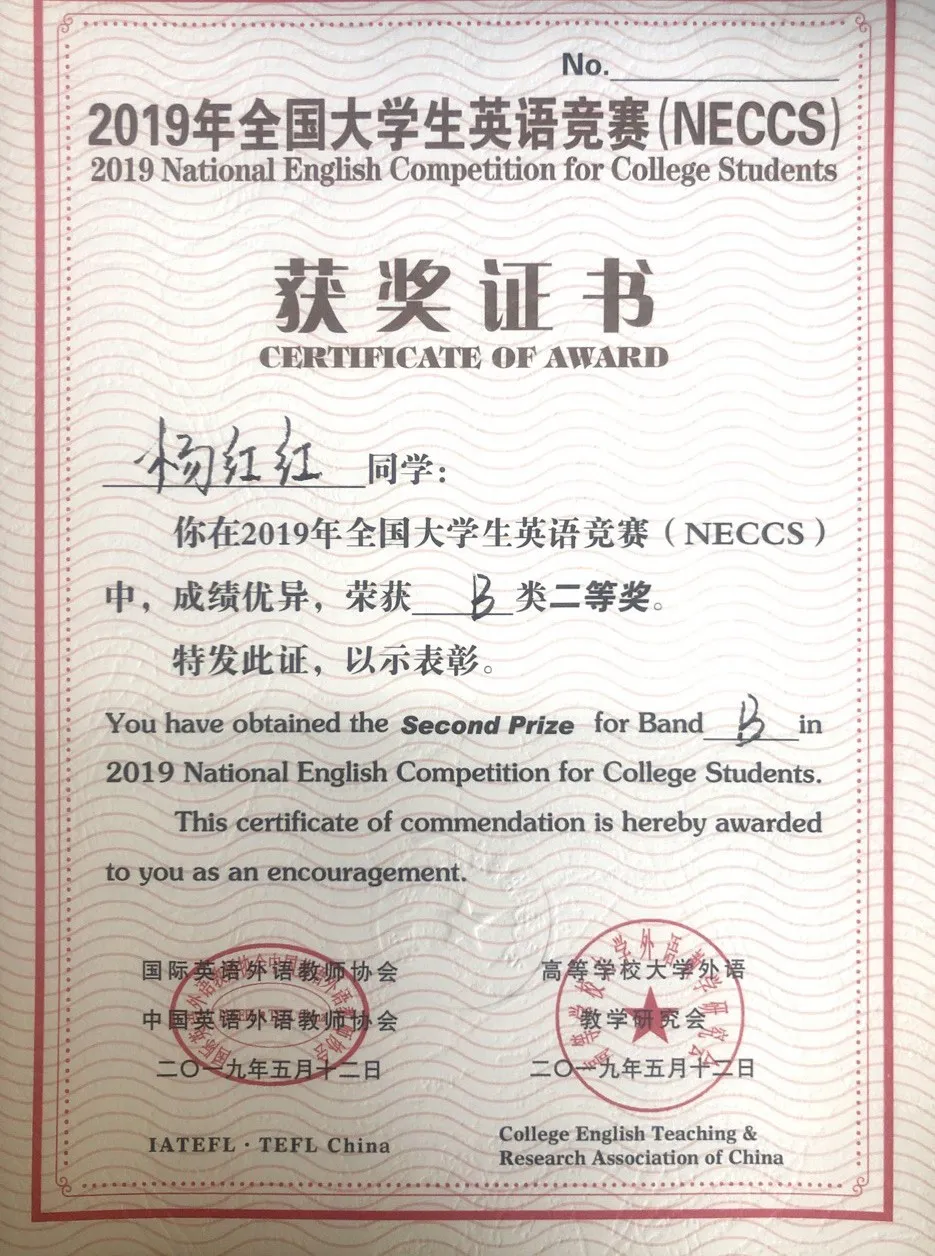 No.
2019年全国大学生英语竞赛(NECCS)
2019 National English Competition for College Students
获奖证书
CERTIFICATE OF AWARD
杨红红同学：
你在2019年全国大学生英语竞赛（NECCS）
中，成绩优异，荣获B类二等奖。
特发此证，以示表彰。
You have obtained the Second Prize for Band B in
2019 National English Competition for College Students.
This certificate of commendation is hereby awarded
to you as an encouragement.
国际英语外语教师协会
中国英语外语教师协会
二〇一九年五月十二日
IATEFL · TEFL China
高等学校大学外语
教学研究会
二〇一九年五月十二日
College English Teaching &
Research Association of China